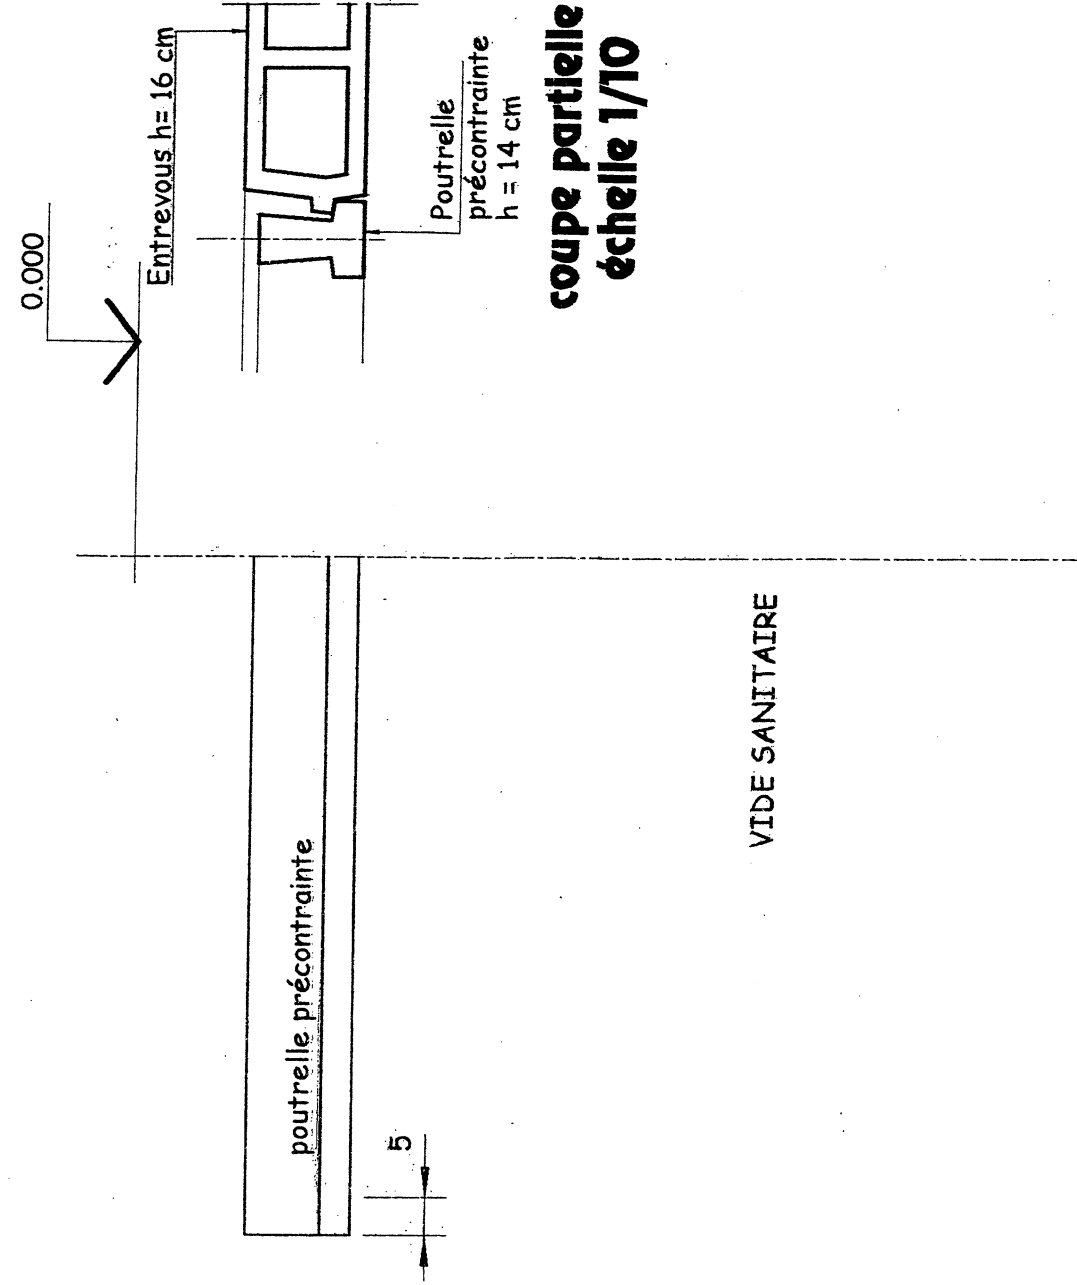 0.000
Entrevous h= 16 cm
Poutrelle
précontrainte
h = 14 cm
coupe partielle
échelle 1/10
poutrelle précontrainte
5
VIDE SANITAIRE